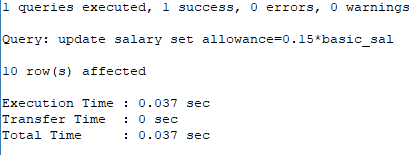 1 queries executed, 1 success, 0 errors, 0 warnings
Query: update salary set allowance=0.15*basic_sal
10 row(s) affected
Execution Time : 0.037 sec
Transfer Time  : 0 sec
Total Time     : 0.037 sec